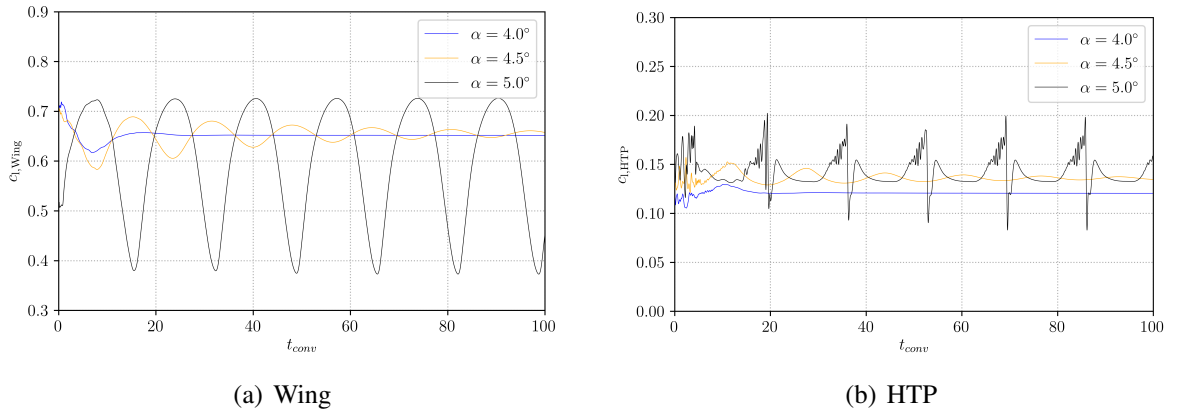 0.9
0.8
0.7
0.6
0.5
0.4
0.3
c_{l,Wing}
0 20 40 60 80 100
t_{conv}
α = 4.0°
α = 4.5°
α = 5.0°
(a) Wing
0.30
0.25
0.20
0.15
0.10
0.05
0.00
c_{l,HTP}
0 20 40 60 80 100
t_{conv}
α = 4.0°
α = 4.5°
α = 5.0°
(b) HTP